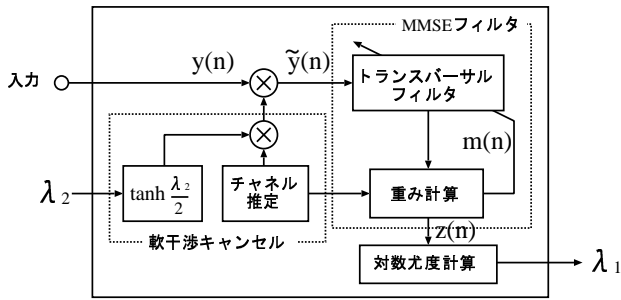 MMSEフィルタ
入力
y(n)
ỹ(n)
トランスバーサル
フィルタ
m(n)
λ₂
tanh λ₂/2
チャネル
推定
重み計算
軟干渉キャンセル
z(n)
対数尤度計算
λ₁